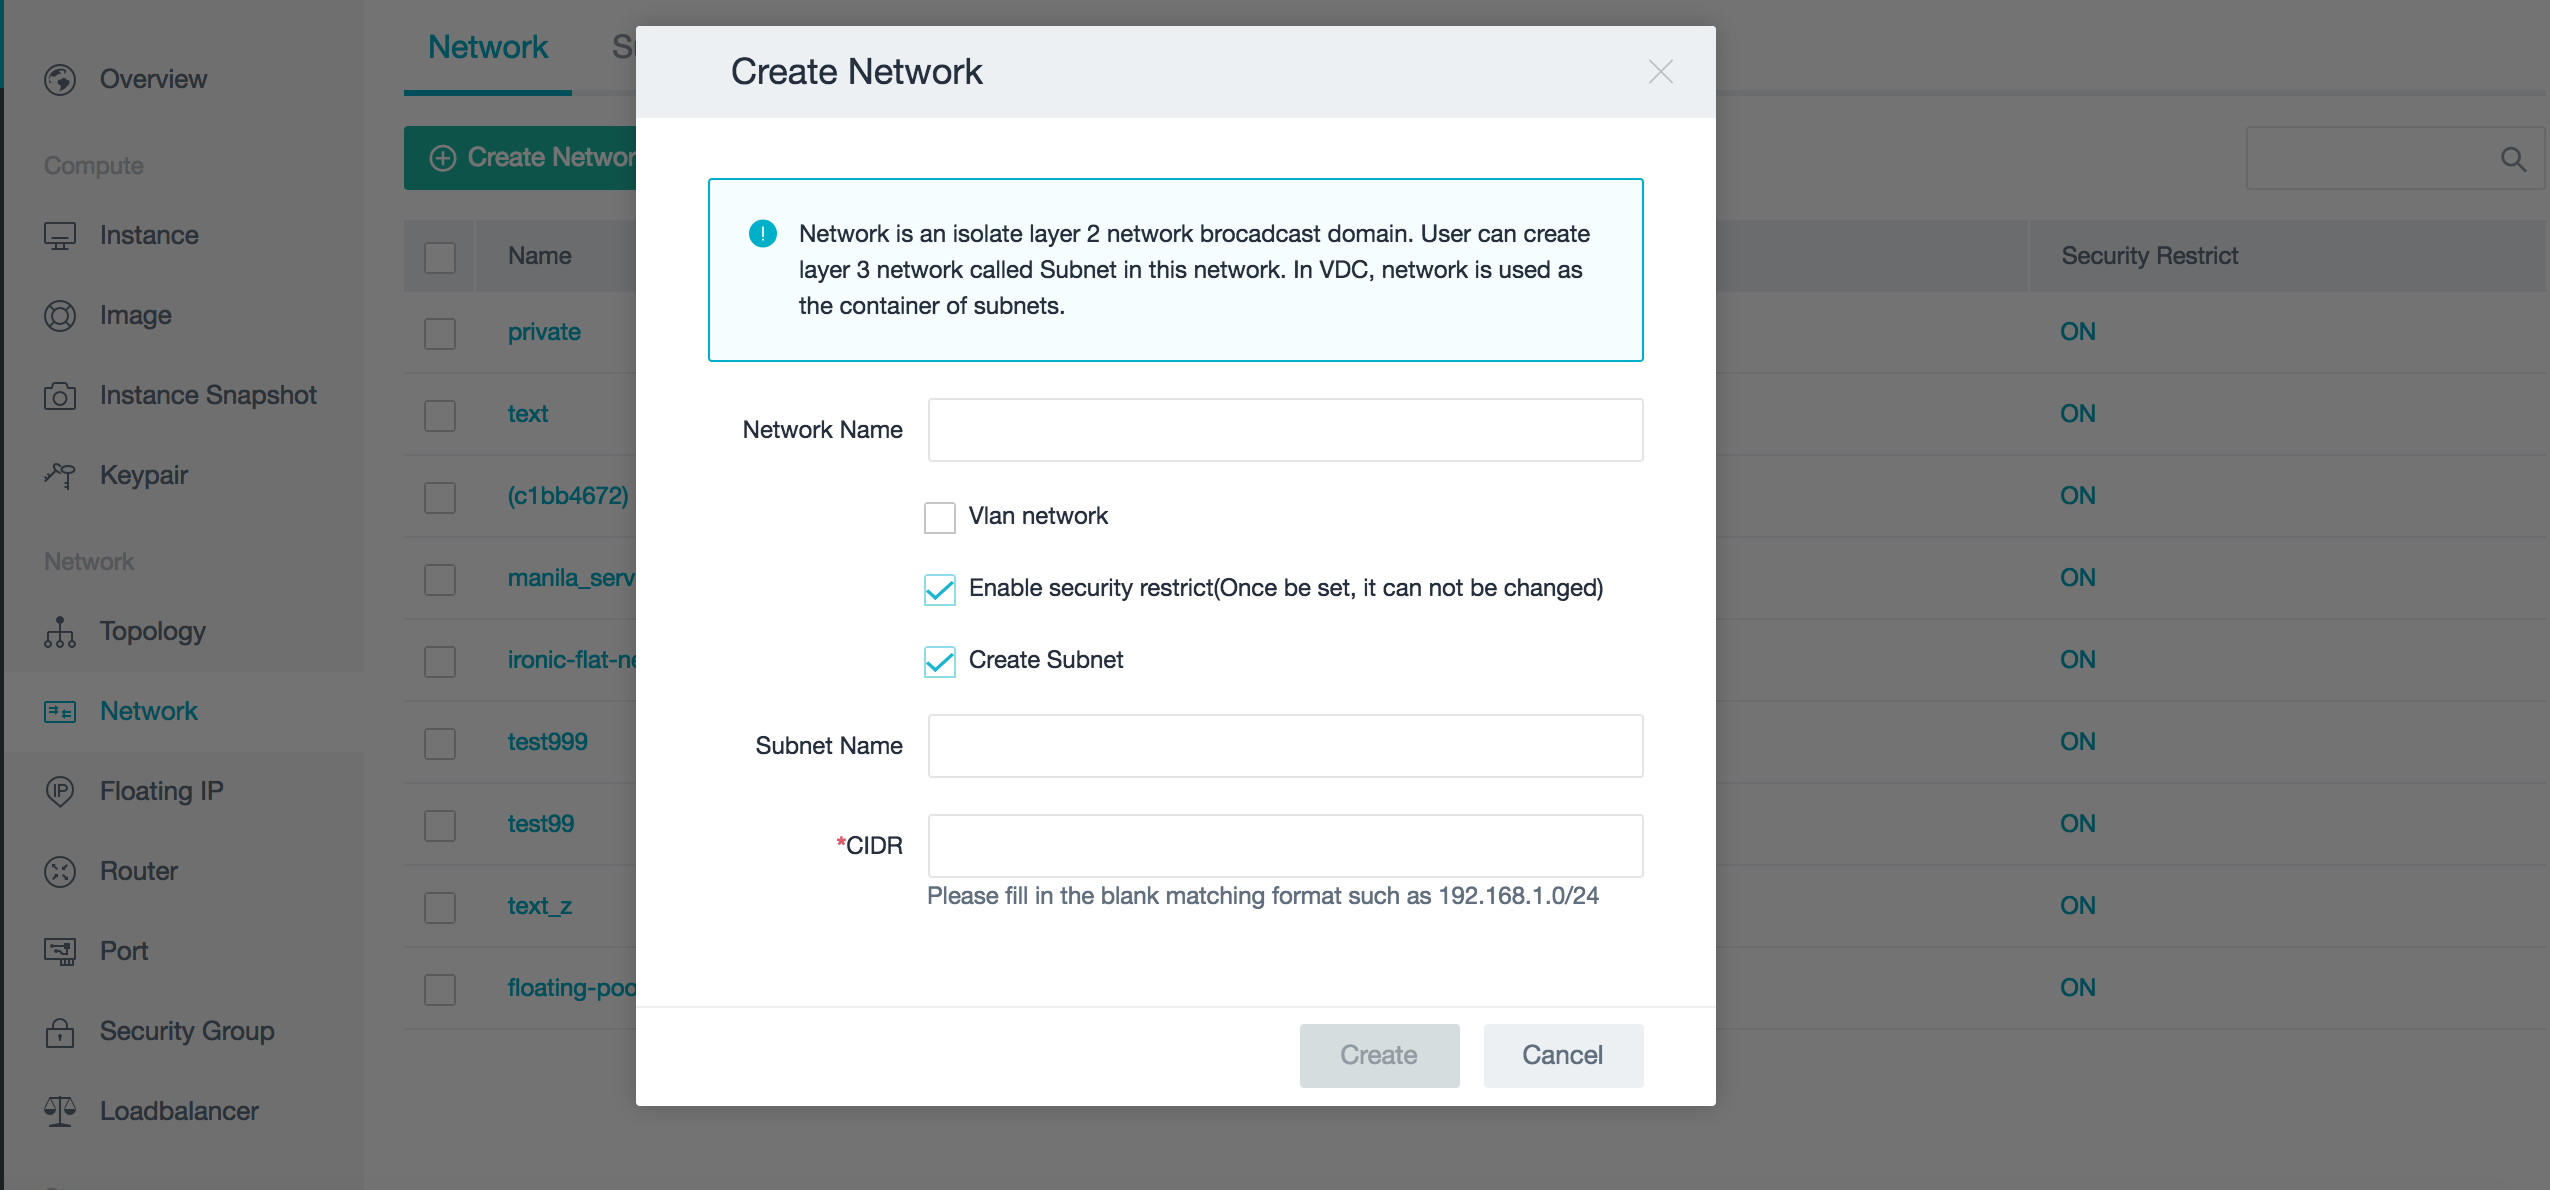 Overview
Compute
Instance
Image
Instance Snapshot
Keypair
Network
Topology
Network
Floating IP
Router
Port
Security Group
Loadbalancer
Network
Create Networ
Name
Security Restrict
private
ON
text
ON
(c1bb4672)
ON
manila_serv
ON
ironic-flat-ne
ON
test999
ON
test99
ON
text_z
ON
floating-poo
ON
Create Network
Network is an isolate layer 2 network brocadcast domain. User can create
layer 3 network called Subnet in this network. In VDC, network is used as
the container of subnets.
Network Name
Vlan network
Enable security restrict(Once be set, it can not be changed)
Create Subnet
Subnet Name
*CIDR
Please fill in the blank matching format such as 192.168.1.0/24
Create
Cancel